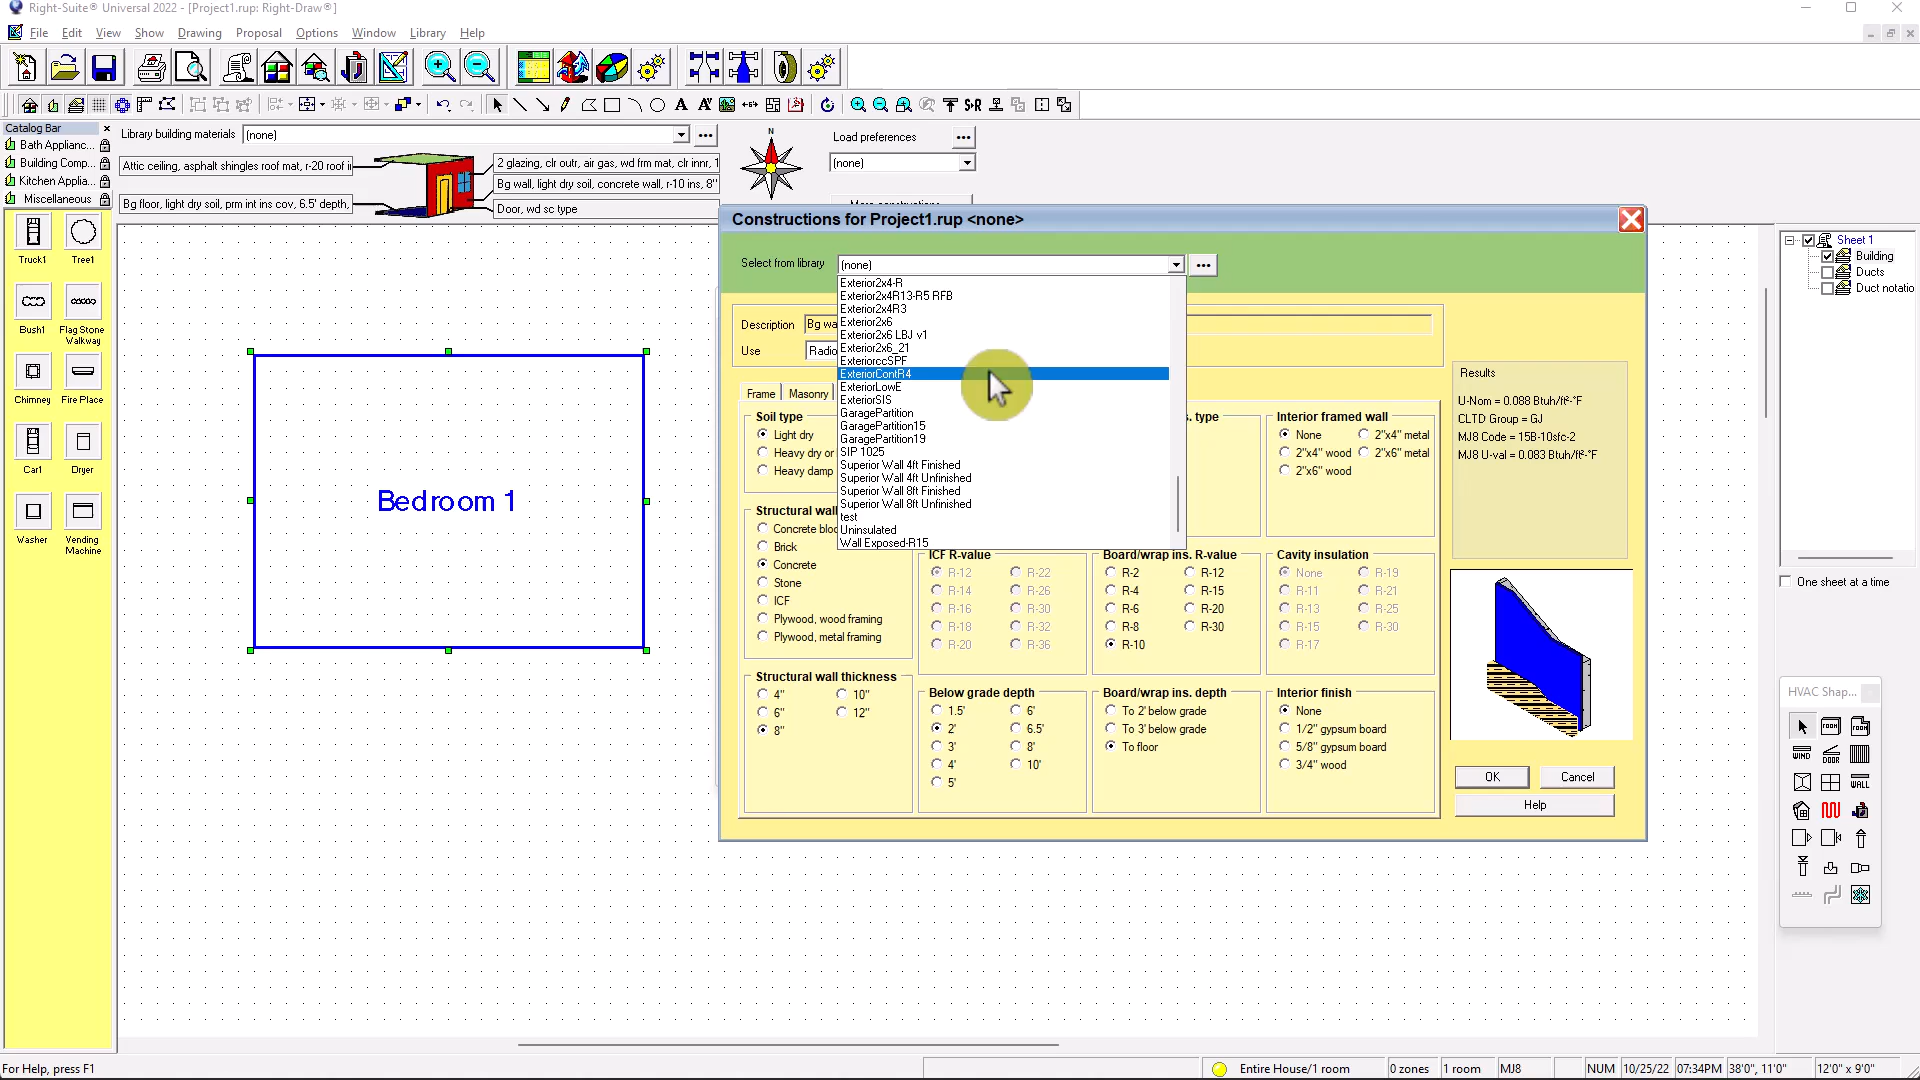 Right-Suite® Universal 2022 - [Project1.rup: Right-Draw®]
File Edit View Show Drawing Proposal Options Window Library Help
Catalog Bar
Bath Applianc...
Building Comp...
Kitchen Applia...
Miscellaneous
Library building materials (none)
Attic ceiling, asphalt shingles roof mat, r-20 roof i
Bg floor, light dry soil, prm int ins cov, 6.5' depth,
2 glazing, clr outr, air gas, wd frm mat, clr innr, 1
Bg wall, light dry soil, concrete wall, r-10 ins, 8"
Door, wd sc type
N
Load preferences
(none)
S•R
Truck1 Tree1
Bush1 Flag Stone Walkway
Chimney Fire Place
Car1 Dryer
Washer Vending Machine
Bedroom 1
Constructions for Project1.rup <none>
Select from library (none)
Exterior2x4-R
Exterior2x4R13-R5 RFB
Exterior2x4R3
Exterior2x6
Exterior2x6 LBJ v1
Exterior2x6_21
ExteriorccSPF
ExteriorContR4
ExteriorLowE
ExteriorSIS
GaragePartition
GaragePartition15
GaragePartition19
SIP 1025
Superior Wall 4ft Finished
Superior Wall 4ft Unfinished
Superior Wall 8ft Finished
Superior Wall 8ft Unfinished
test
Uninsulated
Wall Exposed-R15
Description Bg wa
Use Radio
Frame Masonry
Soil type
Light dry
Heavy dry or
Heavy damp
Structural wall
Concrete bloc
Brick
Concrete
Stone
ICF
Plywood, wood framing
Plywood, metal framing
Structural wall thickness
4" 10"
6" 12"
8"
ICF R-value
R-12 R-22
R-14 R-26
R-16 R-30
R-18 R-32
R-20 R-36
Below grade depth
1.5' 6'
2' 6.5'
3' 8'
4' 10'
5'
s. type
Board/wrap ins. R-value
R-2 R-12
R-4 R-15
R-6 R-20
R-8 R-30
R-10
Board/wrap ins. depth
To 2' below grade
To 3' below grade
To floor
Interior framed wall
None 2"x4" metal
2"x4" wood 2"x6" metal
2"x6" wood
Cavity insulation
None R-19
R-11 R-21
R-13 R-25
R-15 R-30
R-17
Interior finish
None
1/2" gypsum board
5/8" gypsum board
3/4" wood
Results
U-Nom = 0.088 Btuh/ft²-°F
CLTD Group = GJ
MJ8 Code = 15B-10sfc-2
MJ8 U-val = 0.083 Btuh/ft²-°F
OK Cancel
Help
Sheet 1
Building
Ducts
Duct notatio
One sheet at a time
HVAC Shap...
ROOM ROOM
WIND DOOR
WALL
For Help, press F1
Entire House/1 room 0 zones 1 room MJ8 NUM 10/25/22 07:34PM 38'0", 11'0" 12'0" x 9'0"